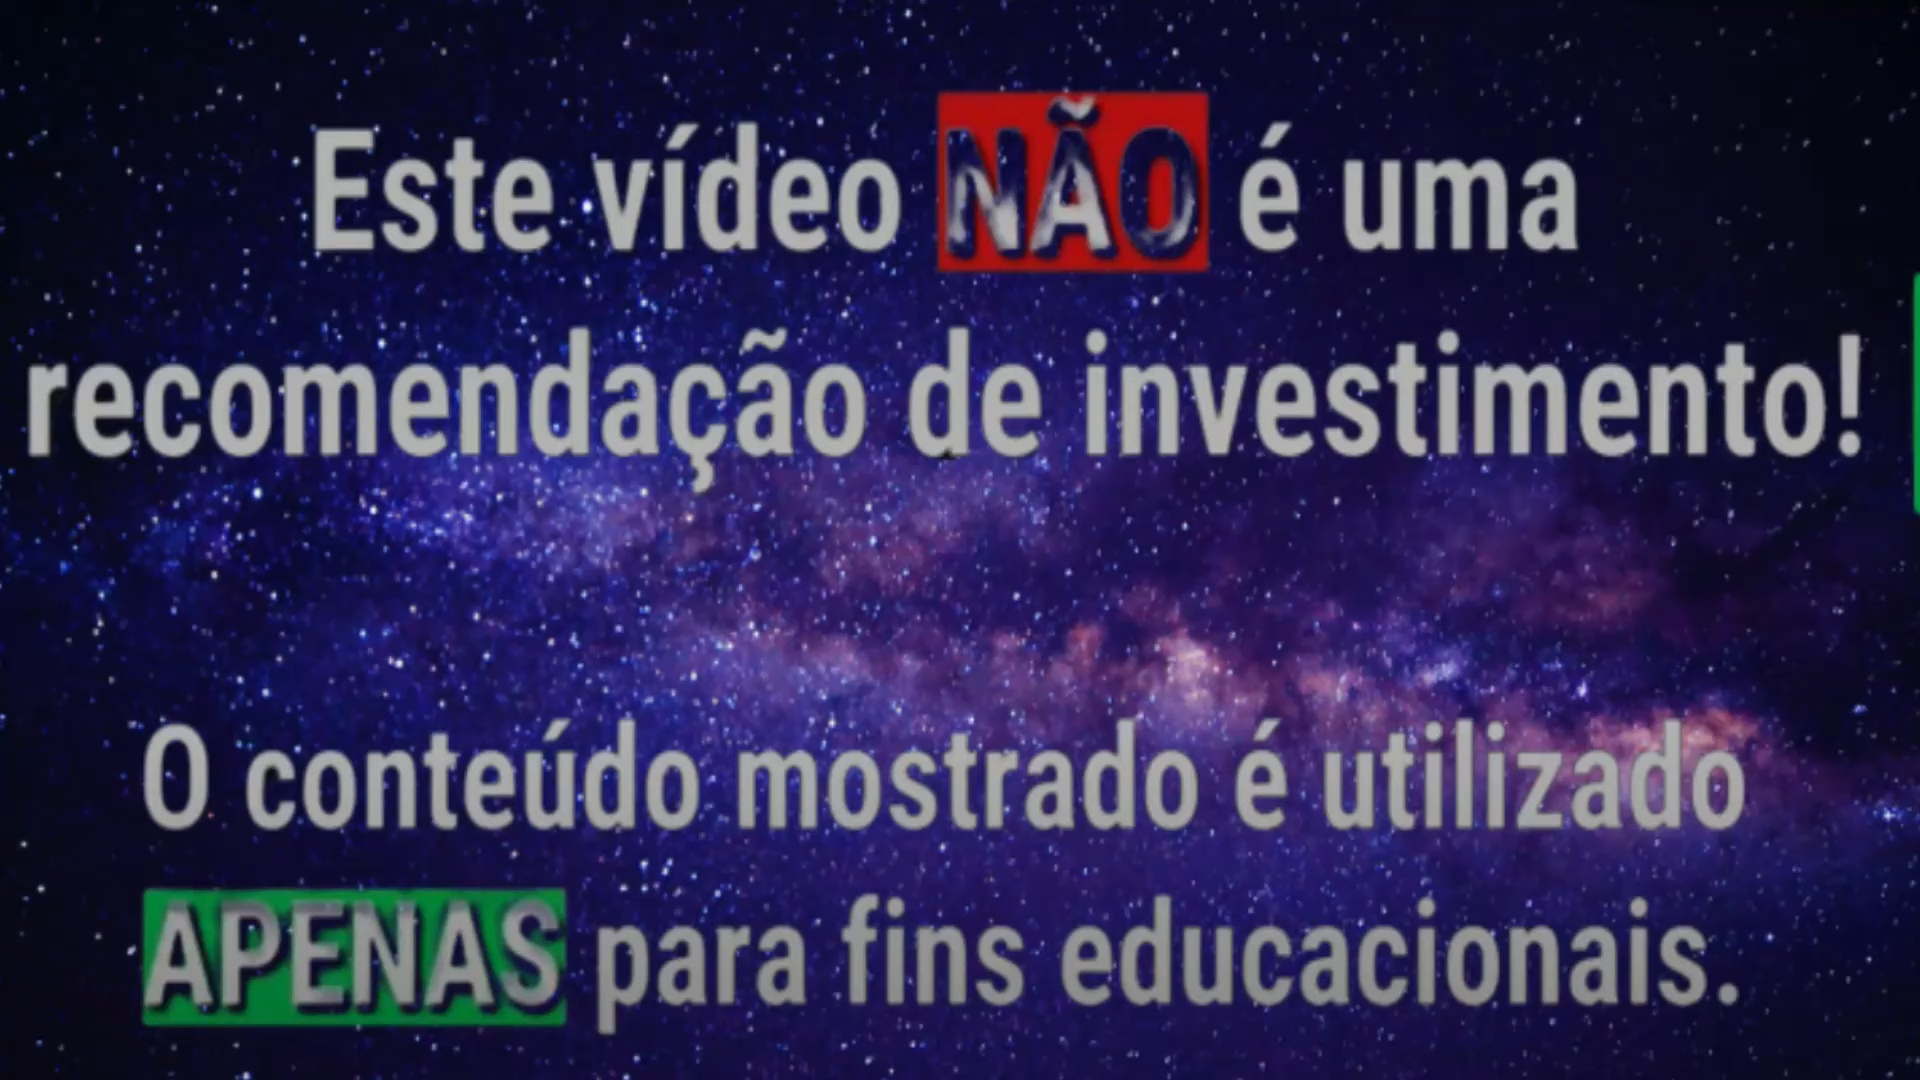 Este vídeo NÃO é uma
recomendação de investimento!
O conteúdo mostrado é utilizado
APENAS para fins educacionais.